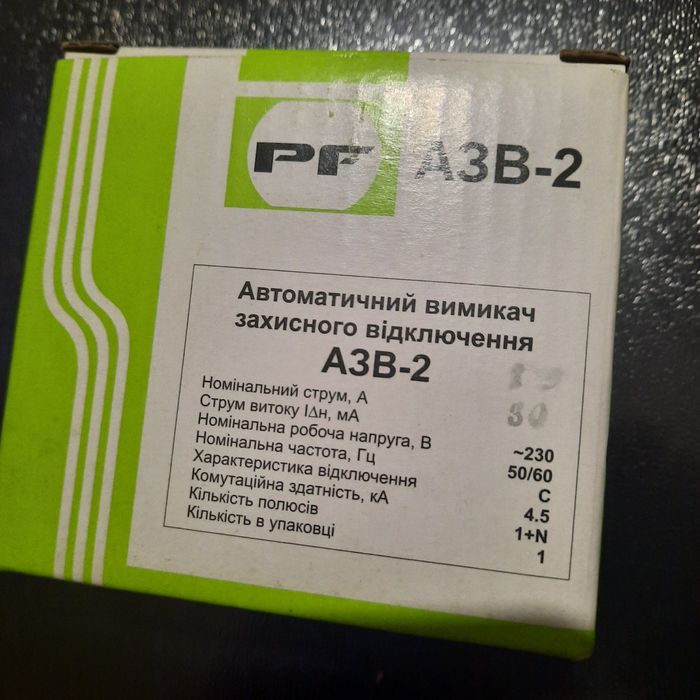 PF АЗВ-2
Автоматичний вимикач
захисного відключення
АЗВ-2
Номінальний струм, А
Струм витоку I∆н, мА 30
Номінальна робоча напруга, В ~230
Номінальна частота, Гц 50/60
Характеристика відключення С
Комутаційна здатність, кА 4.5
Кількість полюсів 1+N
Кількість в упаковці 1